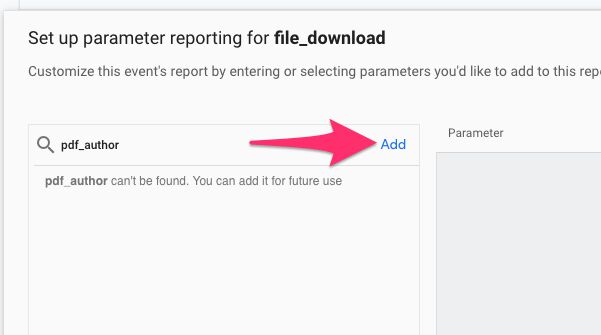 Set up parameter reporting for file_download
Customize this event's report by entering or selecting parameters you'd like to add to this
pdf_author
Add
Parameter
pdf_author can't be found. You can add it for future use